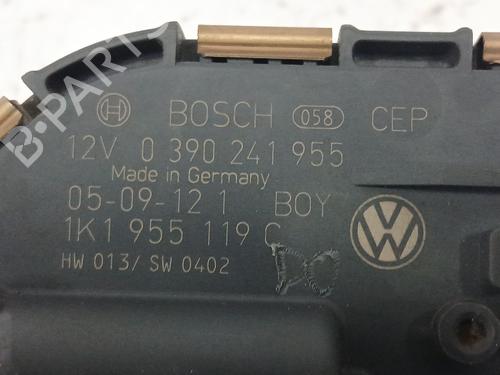 BOSCH 058 CEP
12V 0 390 241 955
Made in Germany
05-09-12 1 BOY
1K1 955 119 C
HW 013/ SW 0402
B-PARTS